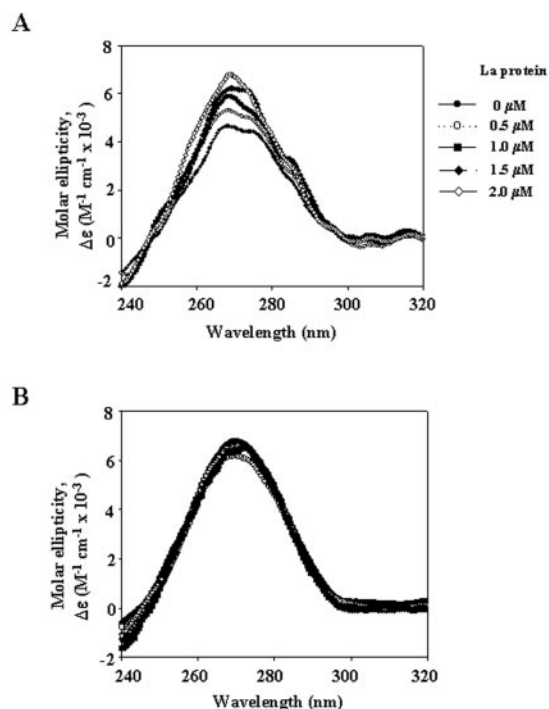 A
8
6
4
2
0
-2
Molar ellipticity,
Δε (M⁻¹ cm⁻¹ x 10⁻³)
240 260 280 300 320
Wavelength (nm)
La protein
0 μM
0.5 μM
1.0 μM
1.5 μM
2.0 μM
B
8
6
4
2
0
-2
Molar ellipticity,
Δε (M⁻¹ cm⁻¹ x 10⁻³)
240 260 280 300 320
Wavelength (nm)